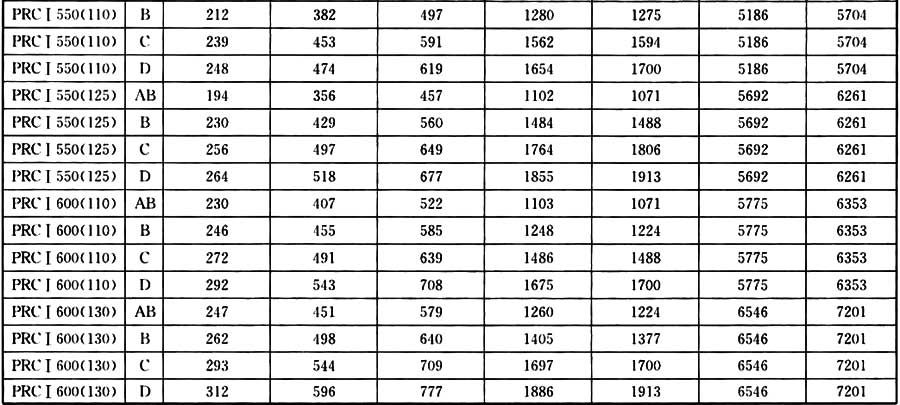 PRC Ⅰ 550(110) B 212 382 497 1280 1275 5186 5704
PRC Ⅰ 550(110) C 239 453 591 1562 1594 5186 5704
PRC Ⅰ 550(110) D 248 474 619 1654 1700 5186 5704
PRC Ⅰ 550(125) AB 194 356 457 1102 1071 5692 6261
PRC Ⅰ 550(125) B 230 429 560 1484 1488 5692 6261
PRC Ⅰ 550(125) C 256 497 649 1764 1806 5692 6261
PRC Ⅰ 550(125) D 264 518 677 1855 1913 5692 6261
PRC Ⅰ 600(110) AB 230 407 522 1103 1071 5775 6353
PRC Ⅰ 600(110) B 246 455 585 1248 1224 5775 6353
PRC Ⅰ 600(110) C 272 491 639 1486 1488 5775 6353
PRC Ⅰ 600(110) D 292 543 708 1675 1700 5775 6353
PRC Ⅰ 600(130) AB 247 451 579 1260 1224 6546 7201
PRC Ⅰ 600(130) B 262 498 640 1405 1377 6546 7201
PRC Ⅰ 600(130) C 293 544 709 1697 1700 6546 7201
PRC Ⅰ 600(130) D 312 596 777 1886 1913 6546 7201